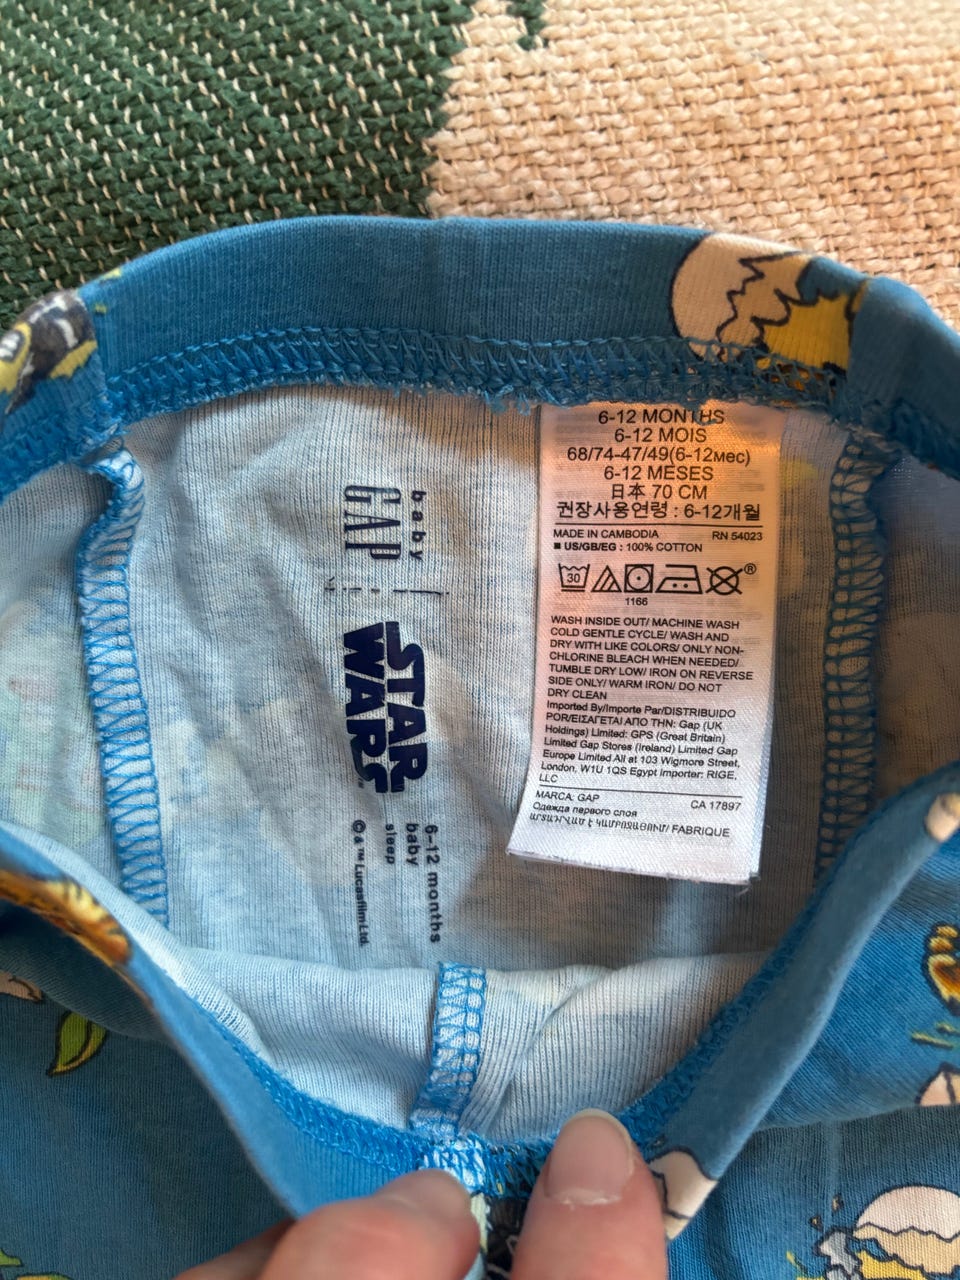 baby
GAP
STAR
WARS
6-12 months
baby
sleep
© & ™ Lucasfilm Ltd.
6-12 MONTHS
6-12 MOIS
68/74-47/49(6-12мес)
6-12 MESES
日本 70 CM
권장사용연령 : 6-12개월
MADE IN CAMBODIA RN 54023
■ US/GB/EG : 100% COTTON
30
®
1166
WASH INSIDE OUT/ MACHINE WASH
COLD GENTLE CYCLE/ WASH AND
DRY WITH LIKE COLORS/ ONLY NON-
CHLORINE BLEACH WHEN NEEDED/
TUMBLE DRY LOW/ IRON ON REVERSE
SIDE ONLY/ WARM IRON/ DO NOT
DRY CLEAN
Imported By/Importe Par/DISTRIBUIDO
POR/ΕΙΣΑΓΕΤΑΙ ΑΠΟ ΤΗΝ: Gap (UK
Holdings) Limited: GPS (Great Britain)
Limited Gap Stores (Ireland) Limited Gap
Europe Limited All at 103 Wigmore Street,
London, W1U 1QS Egypt Importer: RIGE,
LLC
MARCA: GAP CA 17897
Одежда первого слоя
ԱՐՏԱԴՐՎԱԾ Է ԿԱՄԲՈՋԱՅՈՒՄ/ FABRIQUE